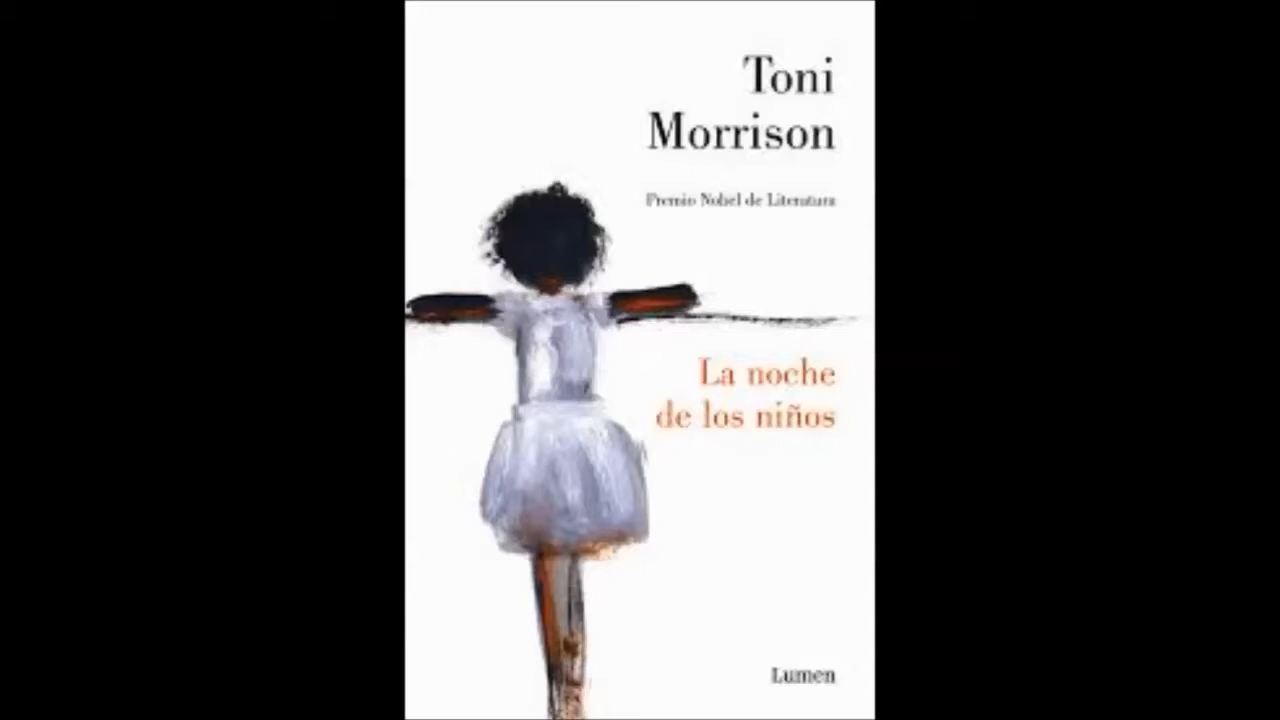 Toni
Morrison
Premio Nobel de Literatura
La noche
de los niños
Lumen